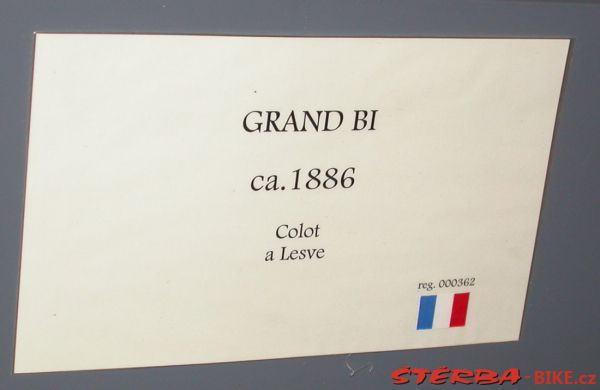 GRAND BI
ca.1886
Colot
a Lesve
reg. 000362
ŠTĚRBA-BIKE.cz